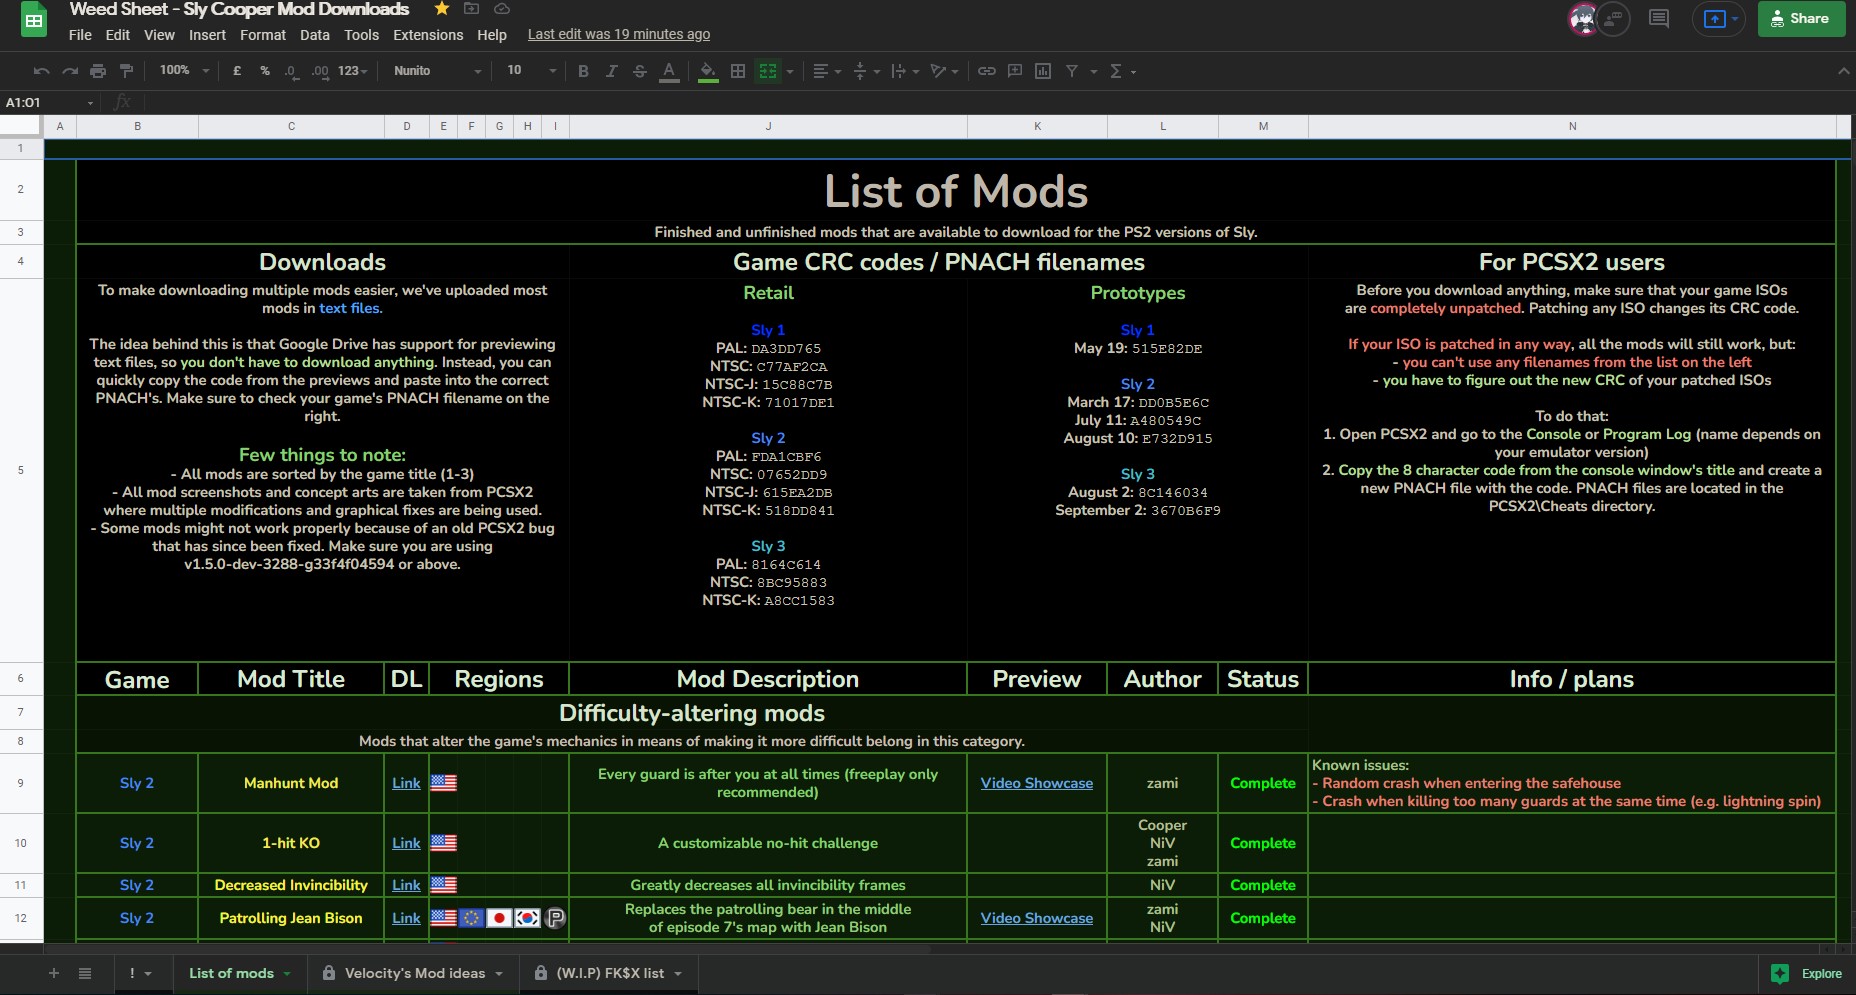 Weed Sheet - Sly Cooper Mod Downloads
File Edit View Insert Format Data Tools Extensions Help Last edit was 19 minutes ago
Share
100% £ % .0 .00 123 Nunito 10 B I S A Σ
A1:O1 fx
A B C D E F G H I J K L M N
1
2 List of Mods
3 Finished and unfinished mods that are available to download for the PS2 versions of Sly.
4 Downloads Game CRC codes / PNACH filenames For PCSX2 users
5
To make downloading multiple mods easier, we've uploaded most
mods in text files.
The idea behind this is that Google Drive has support for previewing
text files, so you don't have to download anything. Instead, you can
quickly copy the code from the previews and paste into the correct
PNACH's. Make sure to check your game's PNACH filename on the
right.
Few things to note:
- All mods are sorted by the game title (1-3)
- All mod screenshots and concept arts are taken from PCSX2
where multiple modifications and graphical fixes are being used.
- Some mods might not work properly because of an old PCSX2 bug
that has since been fixed. Make sure you are using
v1.5.0-dev-3288-g33f4f04594 or above.
Retail
Sly 1
PAL: DA3DD765
NTSC: C77AF2CA
NTSC-J: 15C88C7B
NTSC-K: 71017DE1
Sly 2
PAL: FDA1CBF6
NTSC: 07652DD9
NTSC-J: 615EA2DB
NTSC-K: 518DD841
Sly 3
PAL: 8164C614
NTSC: 8BC95883
NTSC-K: A8CC1583
Prototypes
Sly 1
May 19: 515E82DE
Sly 2
March 17: DD0B5E6C
July 11: A480549C
August 10: E732D915
Sly 3
August 2: 8C146034
September 2: 3670B6F9
Before you download anything, make sure that your game ISOs
are completely unpatched. Patching any ISO changes its CRC code.
If your ISO is patched in any way, all the mods will still work, but:
- you can't use any filenames from the list on the left
- you have to figure out the new CRC of your patched ISOs
To do that:
1. Open PCSX2 and go to the Console or Program Log (name depends on
your emulator version)
2. Copy the 8 character code from the console window's title and create a
new PNACH file with the code. PNACH files are located in the
PCSX2\Cheats directory.
6 Game Mod Title DL Regions Mod Description Preview Author Status Info / plans
7 Difficulty-altering mods
8 Mods that alter the game's mechanics in means of making it more difficult belong in this category.
9 Sly 2 Manhunt Mod Link
Every guard is after you at all times (freeplay only
recommended)
Video Showcase zami Complete
Known issues:
- Random crash when entering the safehouse
- Crash when killing too many guards at the same time (e.g. lightning spin)
10 Sly 2 1-hit KO Link A customizable no-hit challenge
Cooper
NiV
zami
Complete
11 Sly 2 Decreased Invincibility Link Greatly decreases all invincibility frames NiV Complete
12 Sly 2 Patrolling Jean Bison Link P
Replaces the patrolling bear in the middle
of episode 7's map with Jean Bison
Video Showcase
zami
NiV
Complete
+ ! List of mods Velocity's Mod ideas (W.I.P) FK$X list Explore